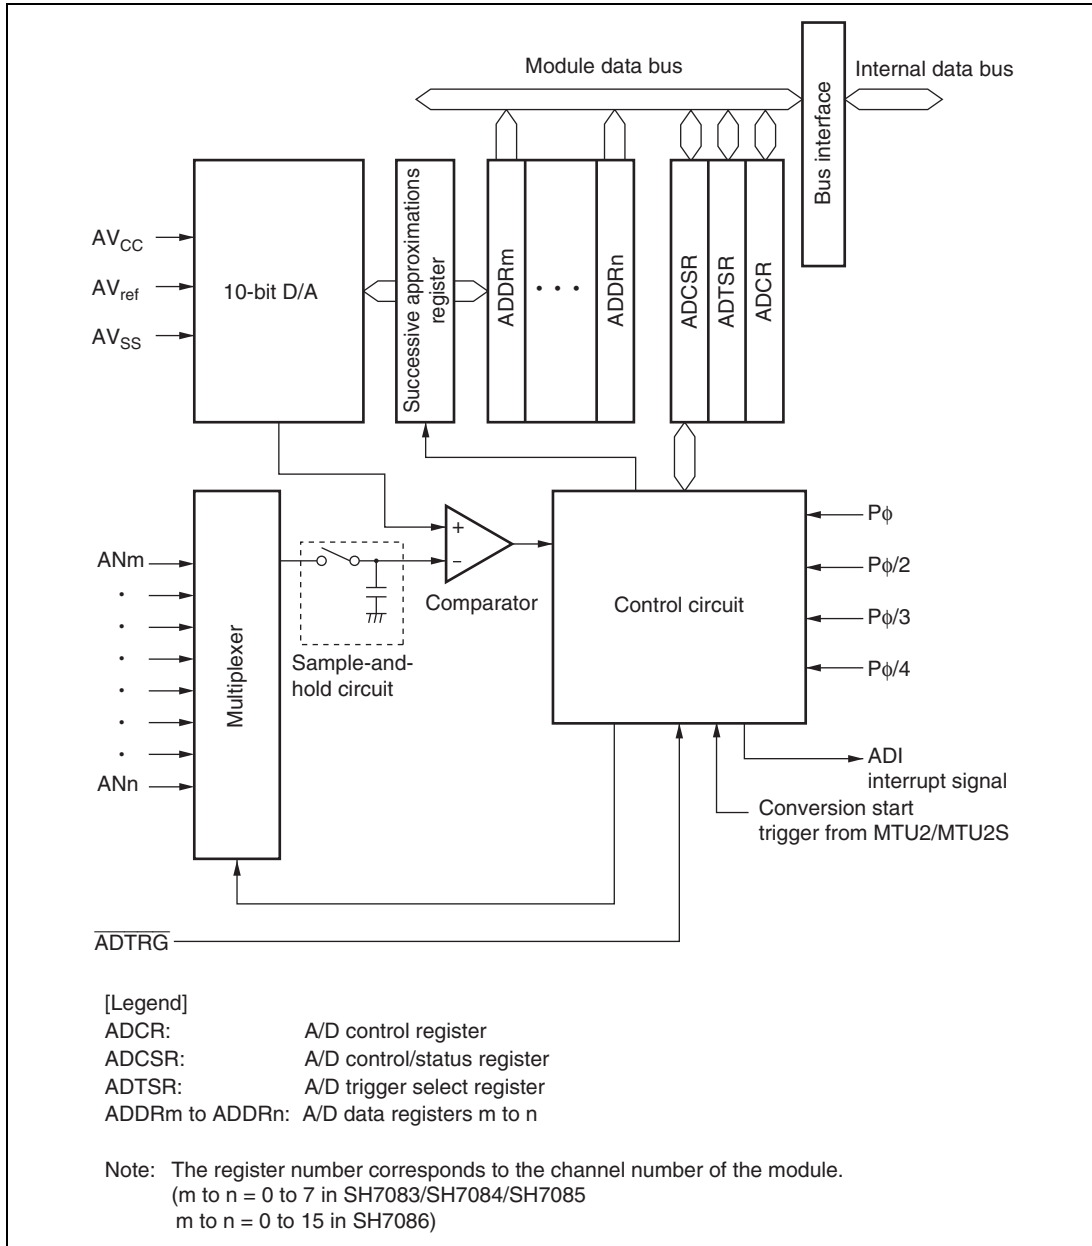 Module data bus
Internal data bus
Bus interface
AVCC
AVref
AVSS
10-bit D/A
Successive approximations
register
ADDRm
• • •
ADDRn
ADCSR
ADTSR
ADCR
ANm
ANn
Multiplexer
Sample-and-
hold circuit
+
−
Comparator
Control circuit
Pϕ
Pϕ/2
Pϕ/3
Pϕ/4
ADI
interrupt signal
Conversion start
trigger from MTU2/MTU2S
ADTRG
[Legend]
ADCR: A/D control register
ADCSR: A/D control/status register
ADTSR: A/D trigger select register
ADDRm to ADDRn: A/D data registers m to n
Note: The register number corresponds to the channel number of the module.
(m to n = 0 to 7 in SH7083/SH7084/SH7085
m to n = 0 to 15 in SH7086)